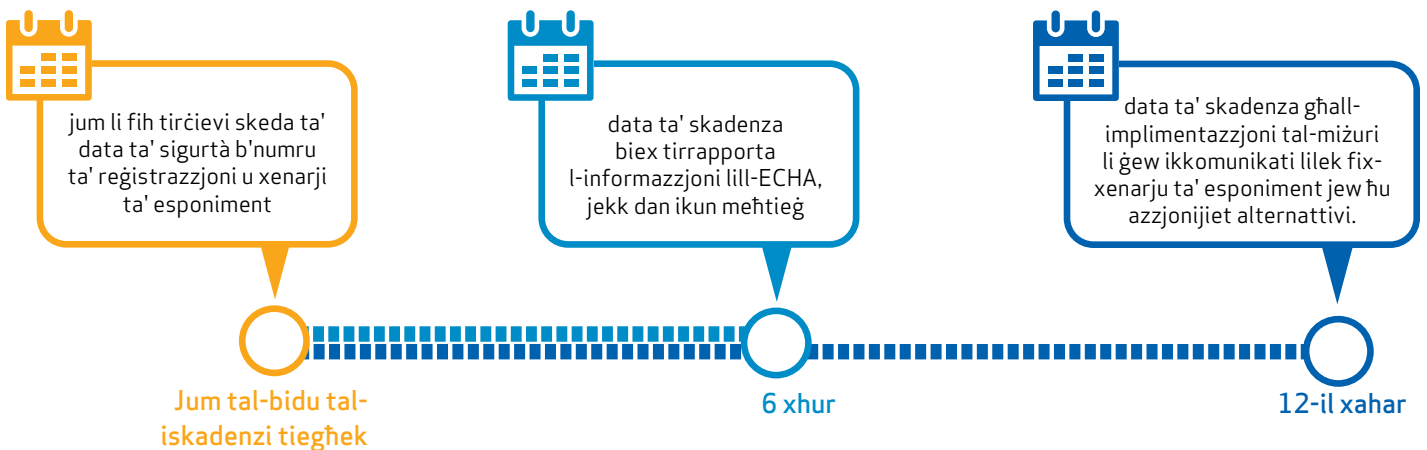 jum li fih tirċievi skeda ta'
data ta' sigurtà b'numru
ta' reġistrazzjoni u xenarji
ta' esponiment
data ta' skadenza
biex tirrapporta
l-informazzjoni lill-ECHA,
jekk dan ikun meħtieġ
data ta' skadenza għall-
implimentazzjoni tal-miżuri
li ġew ikkomunikati lilek fix-
xenarju ta' esponiment jew ħu
azzjonijiet alternattivi.
Jum tal-bidu tal-
iskadenzi tiegħek
6 xhur
12-il xahar